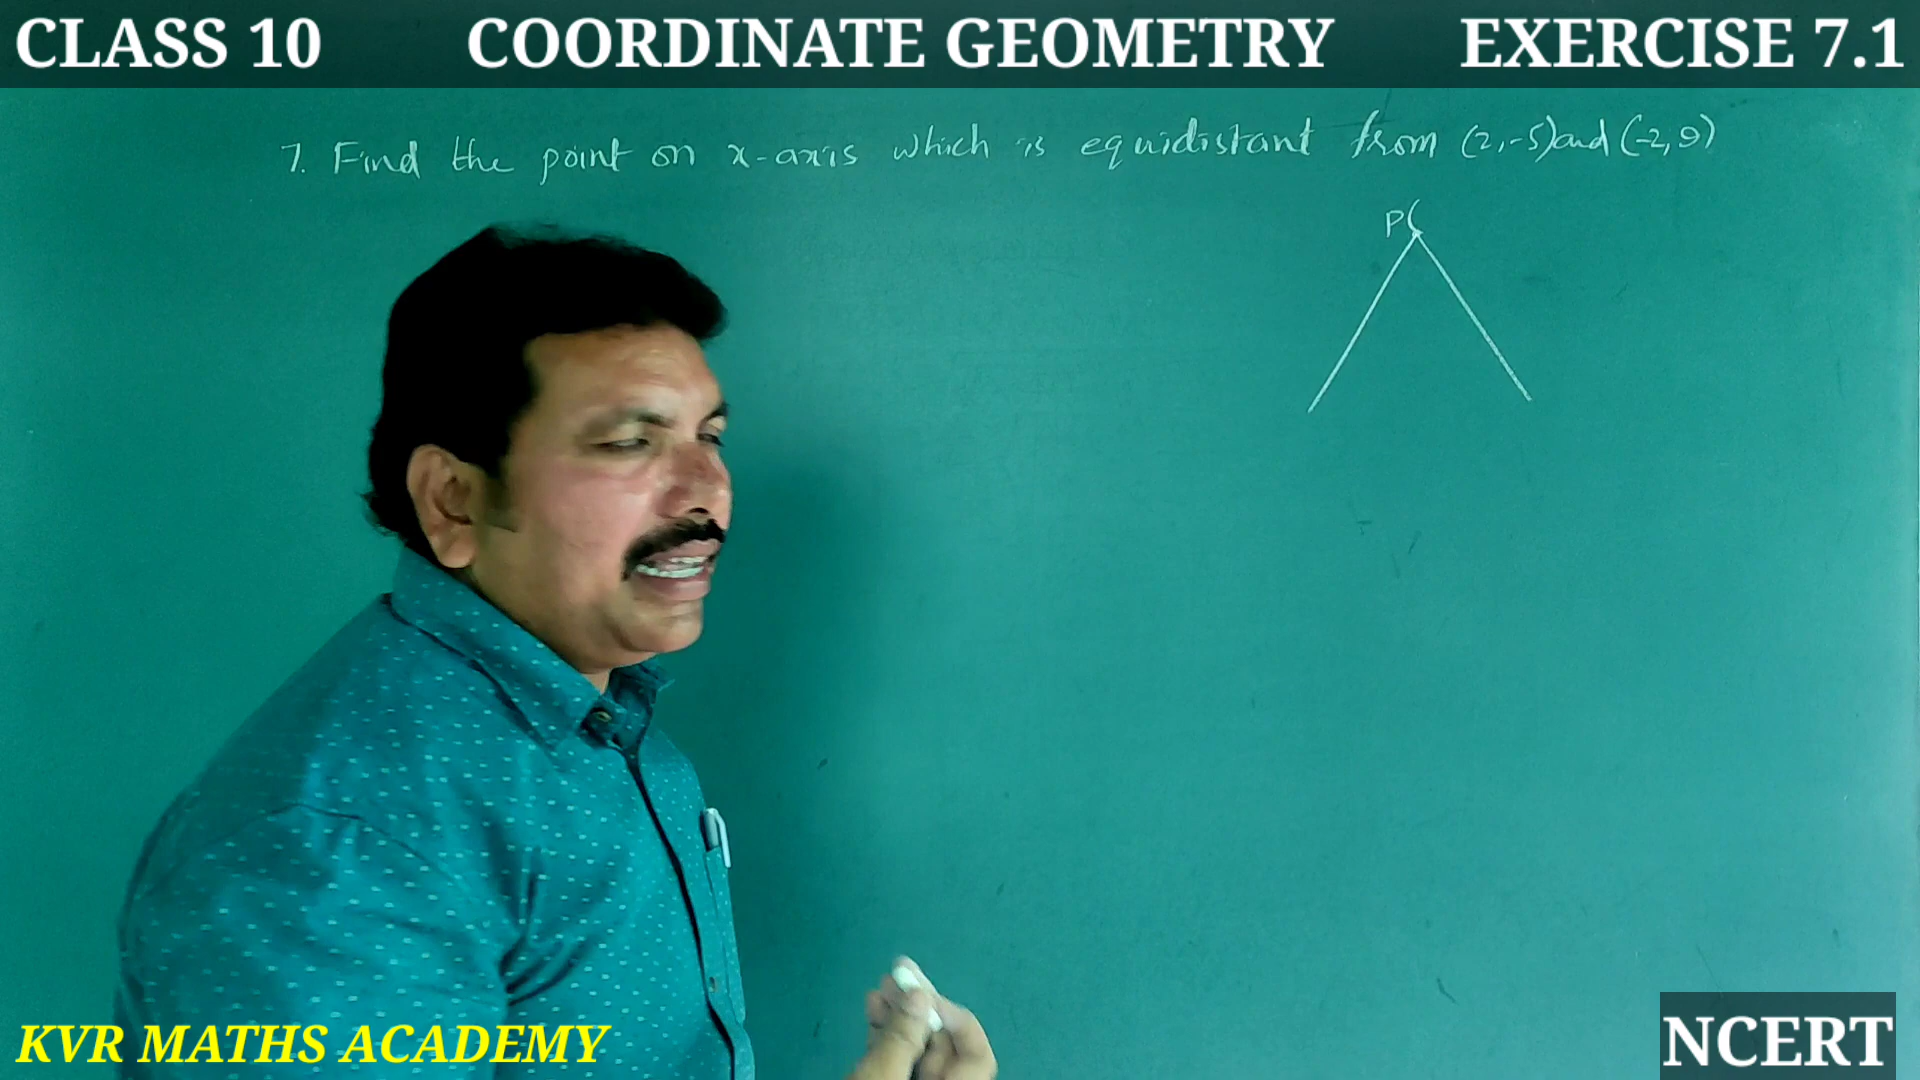 CLASS 10 COORDINATE GEOMETRY EXERCISE 7.1
7. Find the point on x-axis which is equidistant from (2,-5) and (-2,9)
P(
KVR MATHS ACADEMY
NCERT